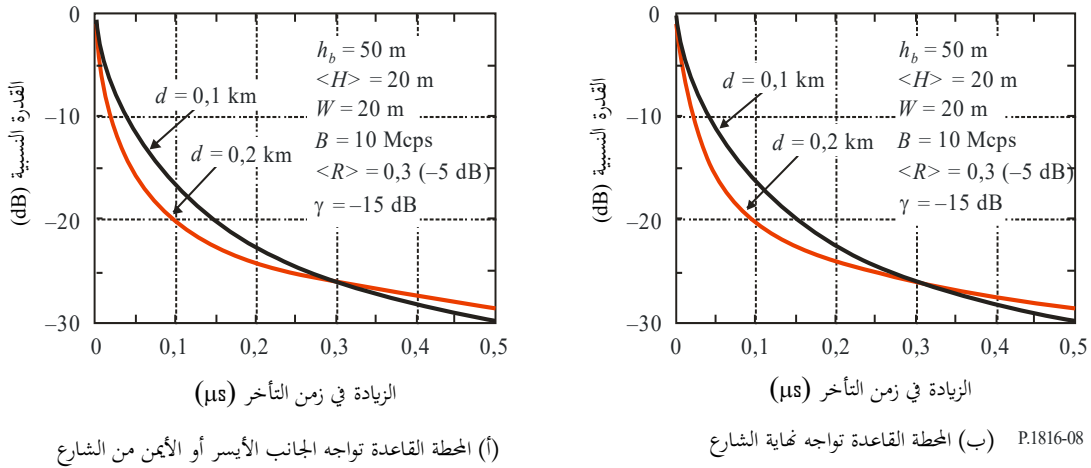 0
−10
−20
−30
القدرة النسبية (dB)
h_b = 50 m
<H> = 20 m
W = 20 m
B = 10 Mcps
<R> = 0,3 (−5 dB)
γ = −15 dB
d = 0,1 km
d = 0,2 km
0 0,1 0,2 0,3 0,4 0,5
الزيادة في زمن التأخر (μs)
(أ) المحطة القاعدة تواجه الجانب الأيسر أو الأيمن من الشارع
0
−10
−20
−30
القدرة النسبية (dB)
h_b = 50 m
<H> = 20 m
W = 20 m
B = 10 Mcps
<R> = 0,3 (−5 dB)
γ = −15 dB
d = 0,1 km
d = 0,2 km
0 0,1 0,2 0,3 0,4 0,5
الزيادة في زمن التأخر (μs)
(ب) المحطة القاعدة تواجه نهاية الشارع
P.1816-08